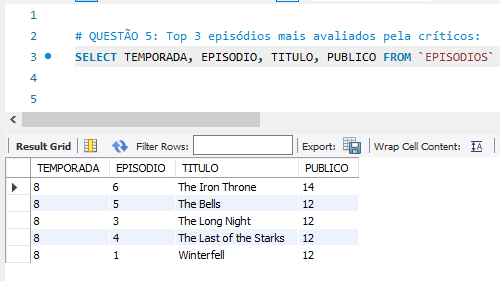 1
2 # QUESTÃO 5: Top 3 episódios mais avaliados pela críticos:
3 SELECT TEMPORADA, EPISODIO, TITULO, PUBLICO FROM `EPISODIOS`
4
5
Result Grid Filter Rows: Export: Wrap Cell Content: IA
TEMPORADA EPISODIO TITULO PUBLICO
8 6 The Iron Throne 14
8 5 The Bells 12
8 3 The Long Night 12
8 4 The Last of the Starks 12
8 1 Winterfell 12